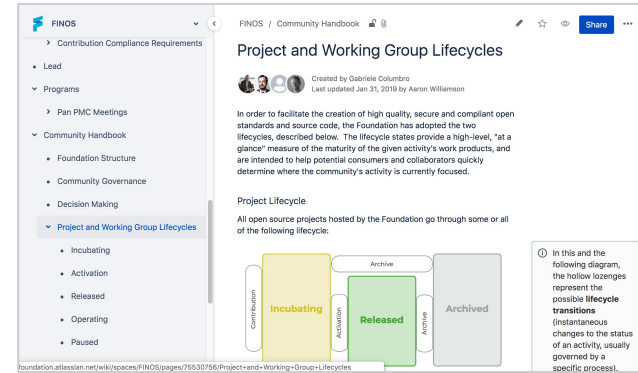 FINOS
Contribution Compliance Requirements
Lead
Programs
Pan PMC Meetings
Community Handbook
Foundation Structure
Community Governance
Decision Making
Project and Working Group Lifecycles
Incubating
Activation
Released
Operating
Paused
foundation.atlassian.net/wiki/spaces/FINOS/pages/75530756/Project+and+Working+Group+Lifecycles
FINOS / Community Handbook
Share
Project and Working Group Lifecycles
Created by Gabriele Columbro
Last updated Jan 31, 2019 by Aaron Williamson
In order to facilitate the creation of high quality, secure and compliant open
standards and source code, the Foundation has adopted the two
lifecycles, described below. The lifecycle states provide a high-level, "at a
glance" measure of the maturity of the given activity's work products, and
are intended to help potential consumers and collaborators quickly
determine where the community's activity is currently focused.
Project Lifecycle
All open source projects hosted by the Foundation go through some or all
of the following lifecycle:
Contribution
Incubating
Archive
Activation
Released
Archive
Archived
In this and the
following diagram,
the hollow lozenges
represent the
possible lifecycle
transitions
(instantaneous
changes to the status
of an activity, usually
governed by a
specific process),